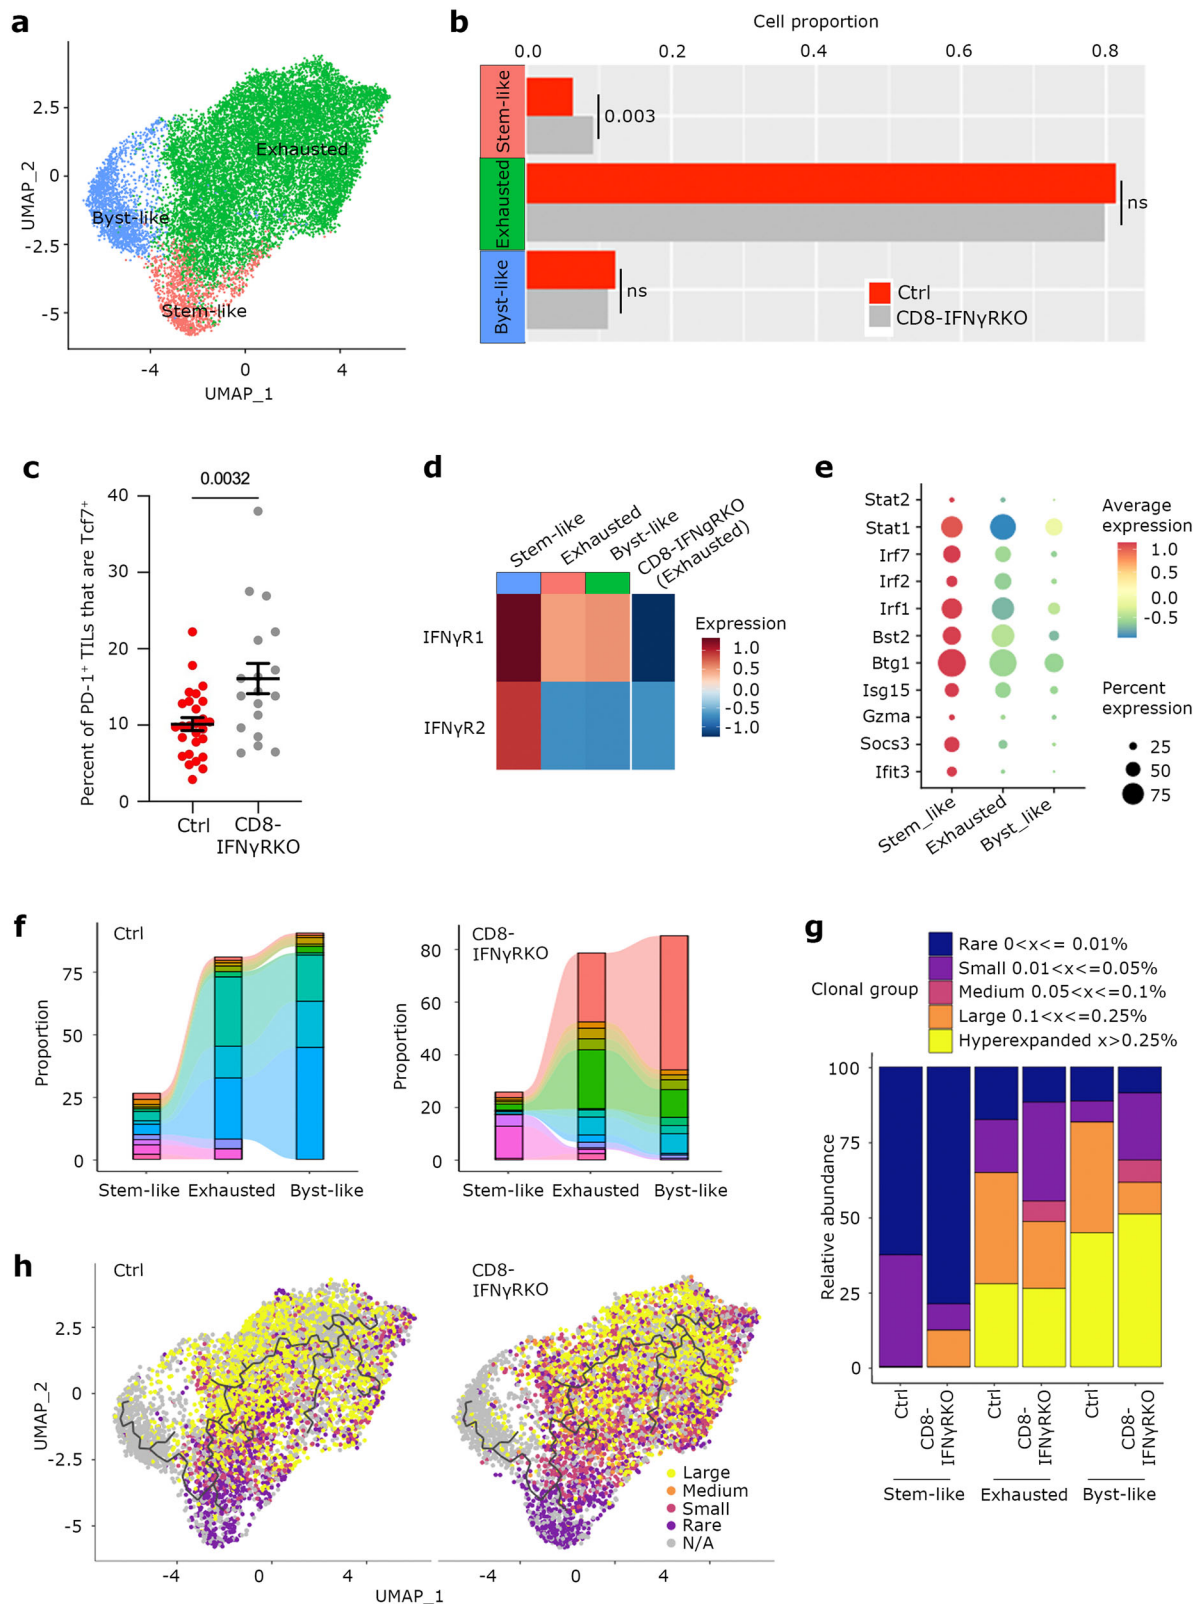 a
UMAP_2
2.5
0
-2.5
-5
-4
0
4
UMAP_1
Exhausted
Byst-like
Stem-like
b
Cell proportion
0.0
0.2
0.4
0.6
0.8
Stem-like
Exhausted
Byst-like
0.003
ns
ns
Ctrl
CD8-IFNγRKO
c
0.0032
Percent of PD-1⁺ TILs that are Tcf7⁺
40
30
20
10
0
Ctrl
CD8-
IFNγRKO
d
Stem-like
Exhausted
Byst-like
CD8-IFNgRKO
(Exhausted)
IFNγR1
IFNγR2
Expression
1.0
0.5
0.0
-0.5
-1.0
e
Stat2
Stat1
Irf7
Irf2
Irf1
Bst2
Btg1
Isg15
Gzma
Socs3
Ifit3
Stem_like
Exhausted
Byst_like
Average
expression
1.0
0.5
0.0
-0.5
Percent
expression
25
50
75
f
Ctrl
Proportion
75
50
25
0
Stem-like
Exhausted
Byst-like
CD8-
IFNγRKO
Proportion
80
60
40
20
0
Stem-like
Exhausted
Byst-like
g
Clonal group
Rare 0<x<= 0.01%
Small 0.01<x<=0.05%
Medium 0.05<x<=0.1%
Large 0.1<x<=0.25%
Hyperexpanded x>0.25%
Relative abundance
100
75
50
25
0
Ctrl
CD8-
IFNγRKO
Ctrl
CD8-
IFNγRKO
Ctrl
CD8-
IFNγRKO
Stem-like
Exhausted
Byst-like
h
Ctrl
CD8-
IFNγRKO
UMAP_2
2.5
0
-2.5
-5
-4
0
4
-4
0
4
UMAP_1
Large
Medium
Small
Rare
N/A